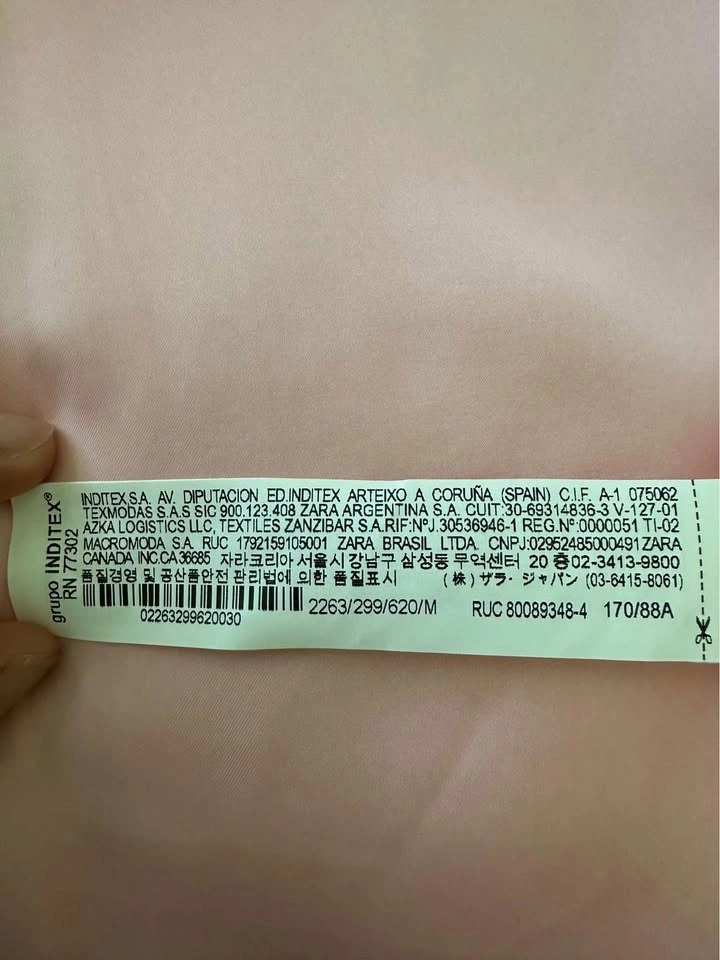 grupo INDITEX®
RN 77302
INDITEX,S.A. AV. DIPUTACION ED.INDITEX ARTEIXO A CORUÑA (SPAIN) C.I.F. A-1 075062
TEXMODAS S.A.S SIC 900.123.408 ZARA ARGENTINA S.A. CUIT:30-69314836-3 V-127-01
AZKA LOGISTICS LLC, TEXTILES ZANZIBAR S.A.RIF:NºJ.30536946-1 REG.Nº:0000051 TI-02
MACROMODA S.A. RUC 1792159105001 ZARA BRASIL LTDA. CNPJ:02952485000491ZARA
CANADA INC.CA 36685 자라코리아 서울시 강남구 삼성동 무역센터 20 층02-3413-9800
품질경영 및 공산품안전 관리법에 의한 품질표시 (株) ザラ・ジャパン (03-6415-8061)
02263299620030
2263/299/620/M RUC 80089348-4 170/88A